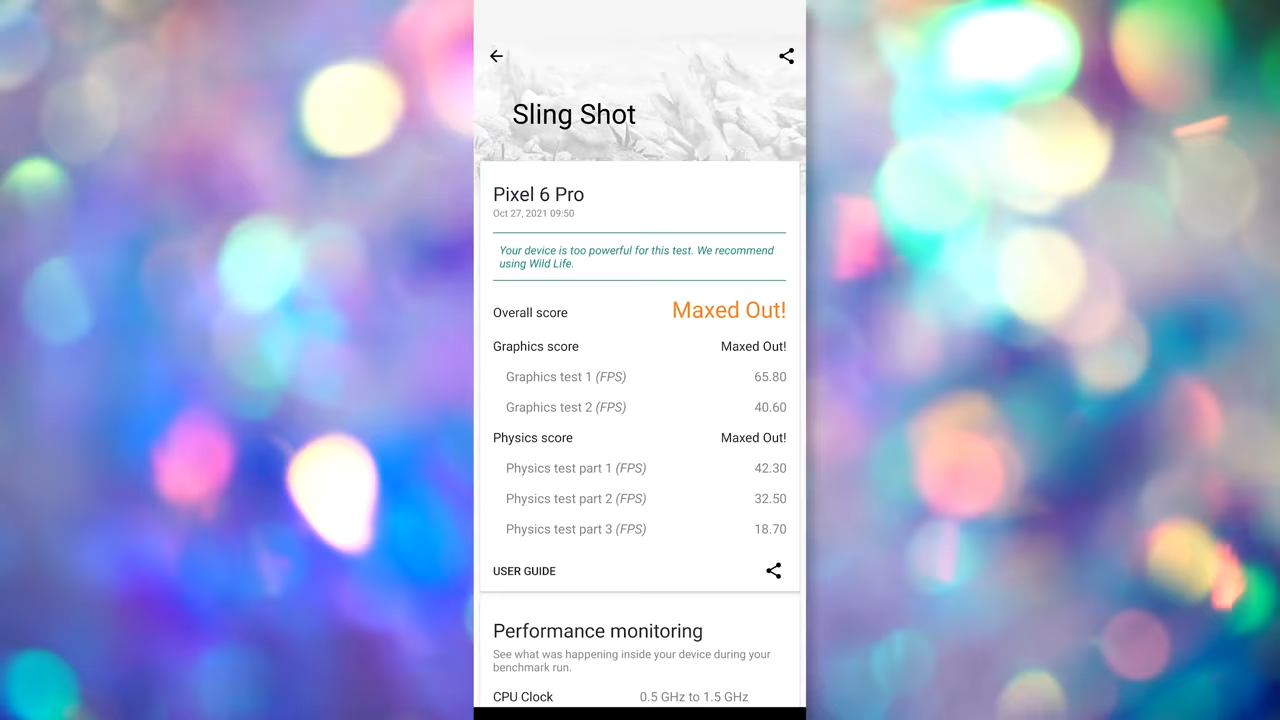 Sling Shot
Pixel 6 Pro
Oct 27, 2021 09:50
Your device is too powerful for this test. We recommend
using Wild Life.
Overall score Maxed Out!
Graphics score Maxed Out!
Graphics test 1 (FPS) 65.80
Graphics test 2 (FPS) 40.60
Physics score Maxed Out!
Physics test part 1 (FPS) 42.30
Physics test part 2 (FPS) 32.50
Physics test part 3 (FPS) 18.70
USER GUIDE
Performance monitoring
See what was happening inside your device during your
benchmark run.
CPU Clock 0.5 GHz to 1.5 GHz